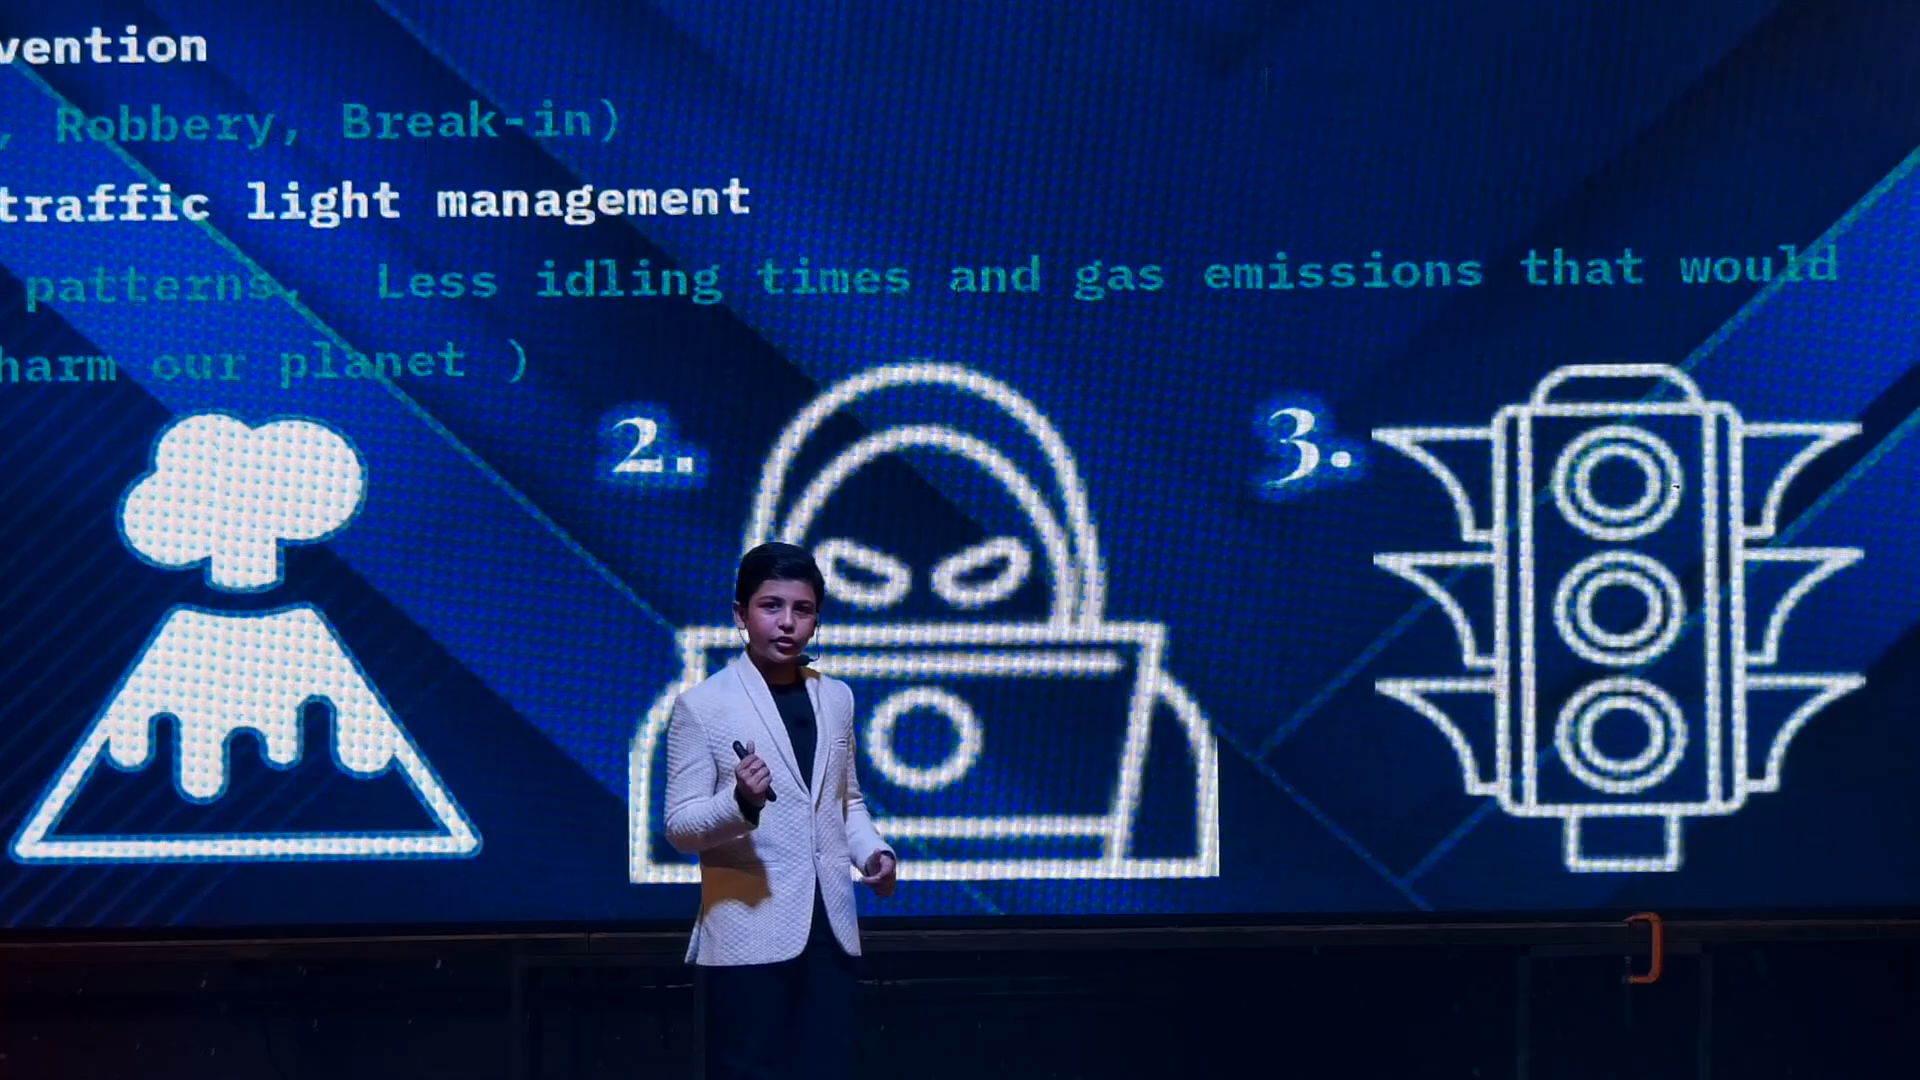 vention
, Robbery, Break-in)
traffic light management
patterns, Less idling times and gas emissions that would
harm our planet )
2.
3.